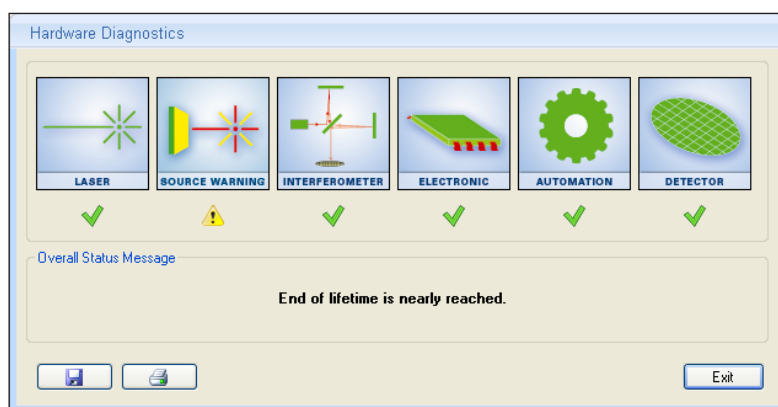 Hardware Diagnostics
LASER
SOURCE WARNING
INTERFEROMETER
ELECTRONIC
AUTOMATION
DETECTOR
Overall Status Message
End of lifetime is nearly reached.
Exit